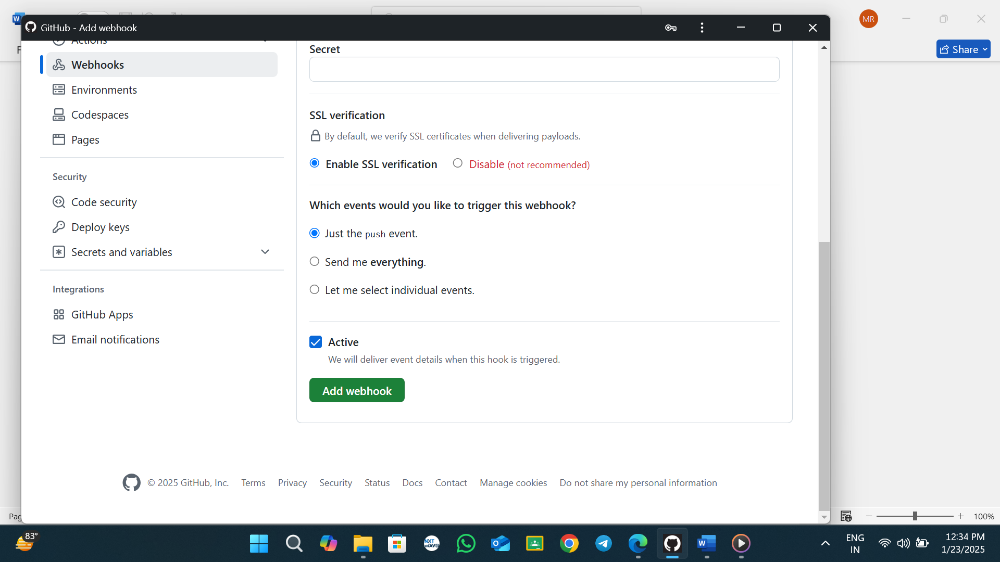 W
MR
GitHub - Add webhook
Share
F
Actions
Webhooks
Environments
Codespaces
Pages
Security
Code security
Deploy keys
Secrets and variables
Integrations
GitHub Apps
Email notifications
Secret
SSL verification
By default, we verify SSL certificates when delivering payloads.
Enable SSL verification
Disable (not recommended)
Which events would you like to trigger this webhook?
Just the push event.
Send me everything.
Let me select individual events.
Active
We will deliver event details when this hook is triggered.
Add webhook
© 2025 GitHub, Inc. Terms Privacy Security Status Docs Contact Manage cookies Do not share my personal information
Pag
100%
83°
NXT
WAVE
O
W
ENG
IN
12:34 PM
1/23/2025